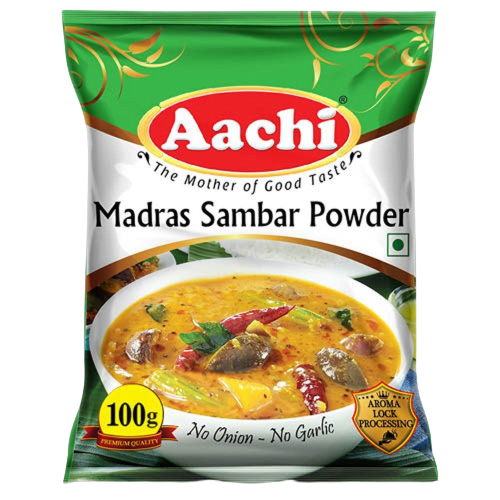 Aachi®
The Mother of Good Taste
Madras Sambar Powder
100g
PREMIUM QUALITY
No Onion - No Garlic
AROMA
LOCK
PROCESSING